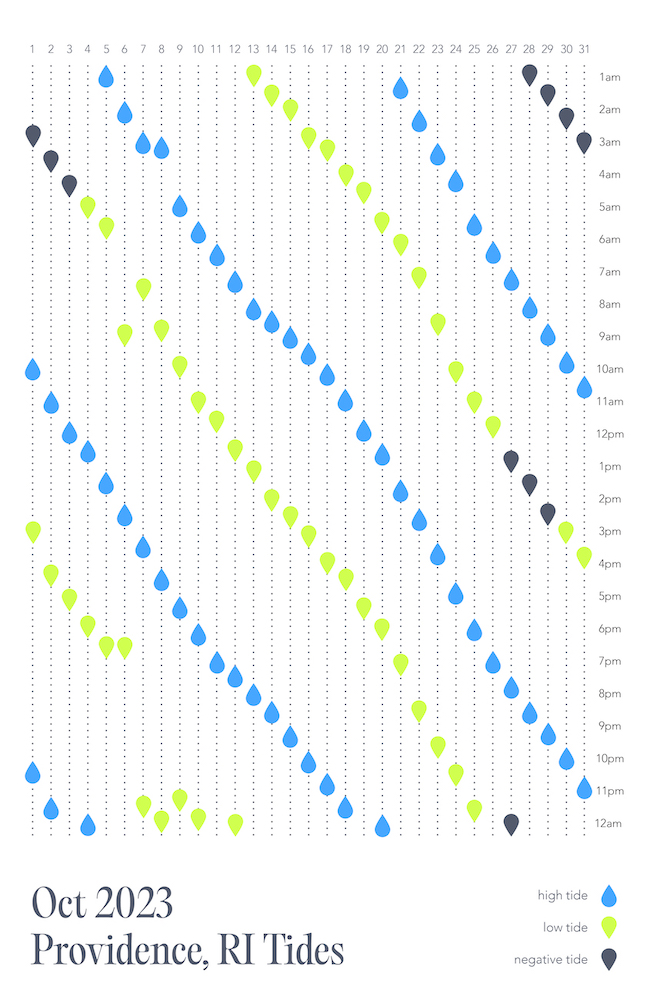 1 2 3 4 5 6 7 8 9 10 11 12 13 14 15 16 17 18 19 20 21 22 23 24 25 26 27 28 29 30 31
1am
2am
3am
4am
5am
6am
7am
8am
9am
10am
11am
12pm
1pm
2pm
3pm
4pm
5pm
6pm
7pm
8pm
9pm
10pm
11pm
12am
Oct 2023
Providence, RI Tides
high tide
low tide
negative tide